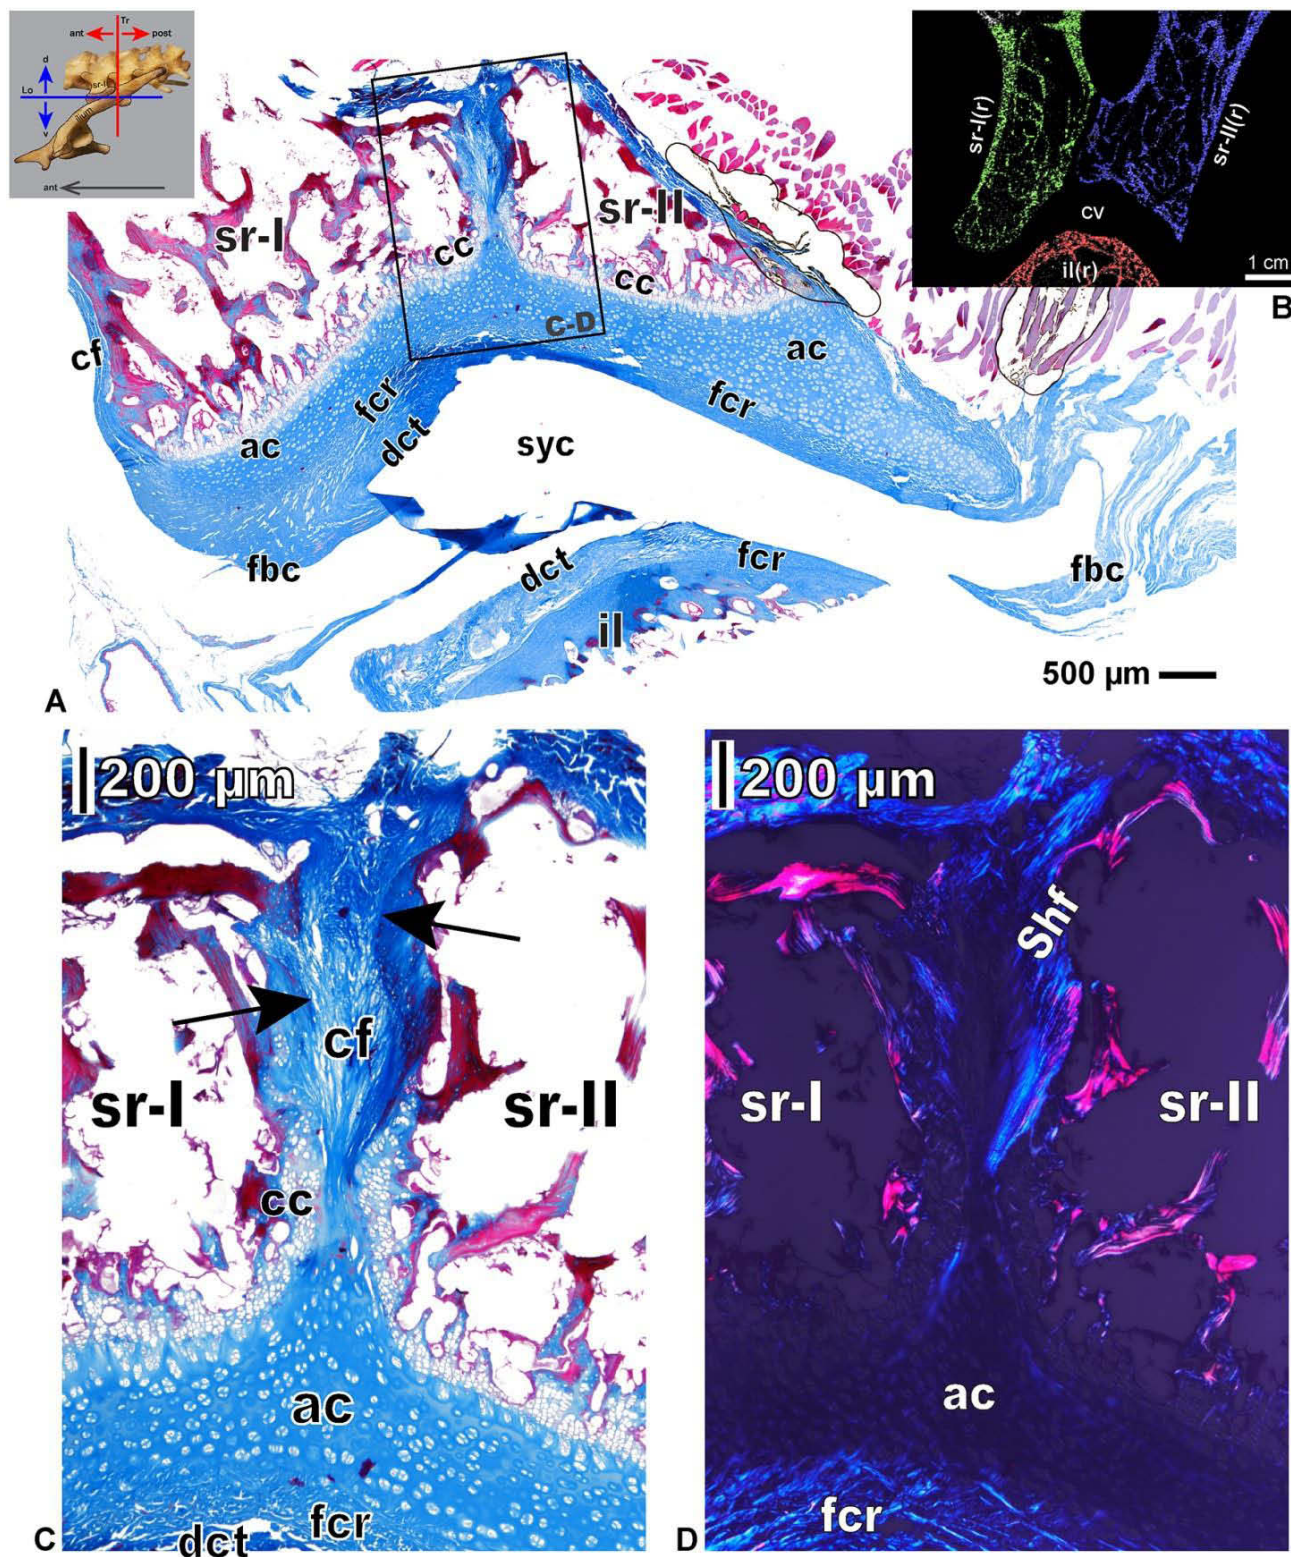 Tr
ant
post
d
sr-I
Lo
ilium
v
ant
sr-I
sr-II
cc
cc
C-D
cf
ac
ac
fcr
fcr
dct
syc
fbc
dct
fcr
fbc
il
500 µm
A
sr-I(r)
sr-II(r)
cv
il(r)
1 cm
B
200 µm
cf
sr-I
sr-II
cc
ac
fcr
dct
C
200 µm
Shf
sr-I
sr-II
ac
fcr
D